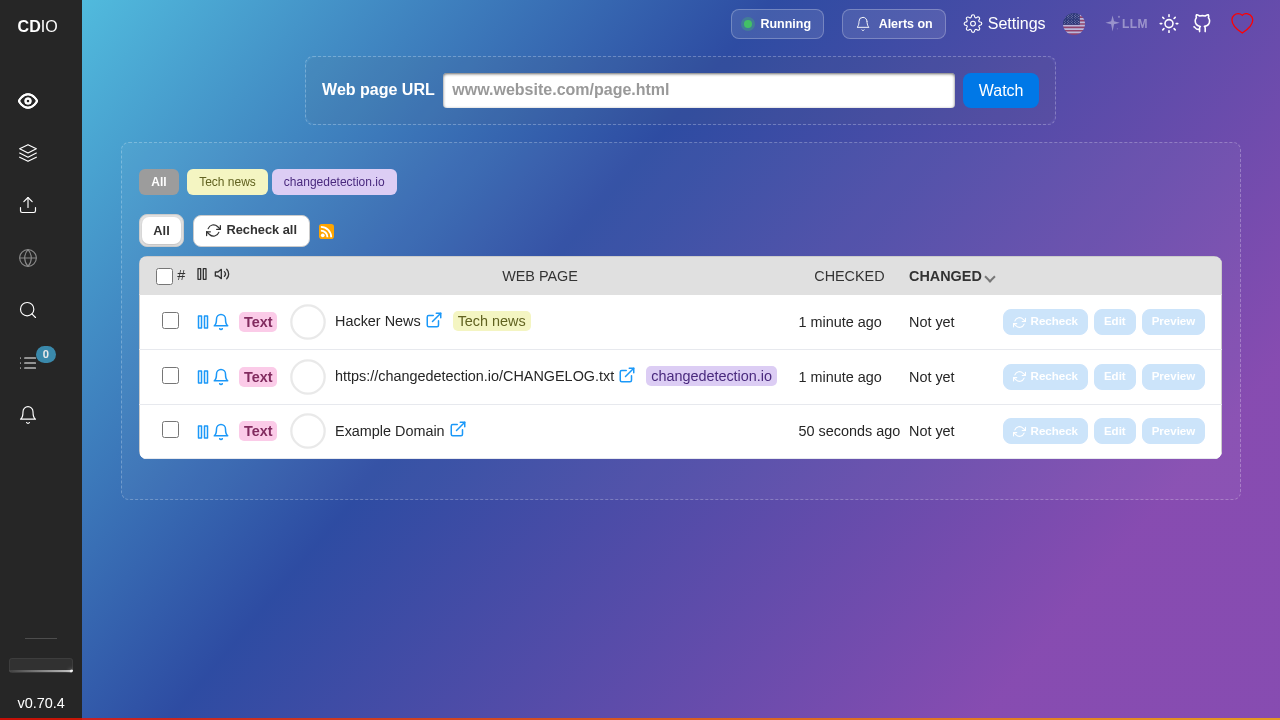 CDIO
Running
Alerts on
Settings
LLM
Web page URL www.website.com/page.html Watch
All Tech news changedetection.io
All Recheck all
# WEB PAGE CHECKED CHANGED
Text Hacker News Tech news 1 minute ago Not yet Recheck Edit Preview
Text https://changedetection.io/CHANGELOG.txt changedetection.io 1 minute ago Not yet Recheck Edit Preview
Text Example Domain 50 seconds ago Not yet Recheck Edit Preview
0
v0.70.4